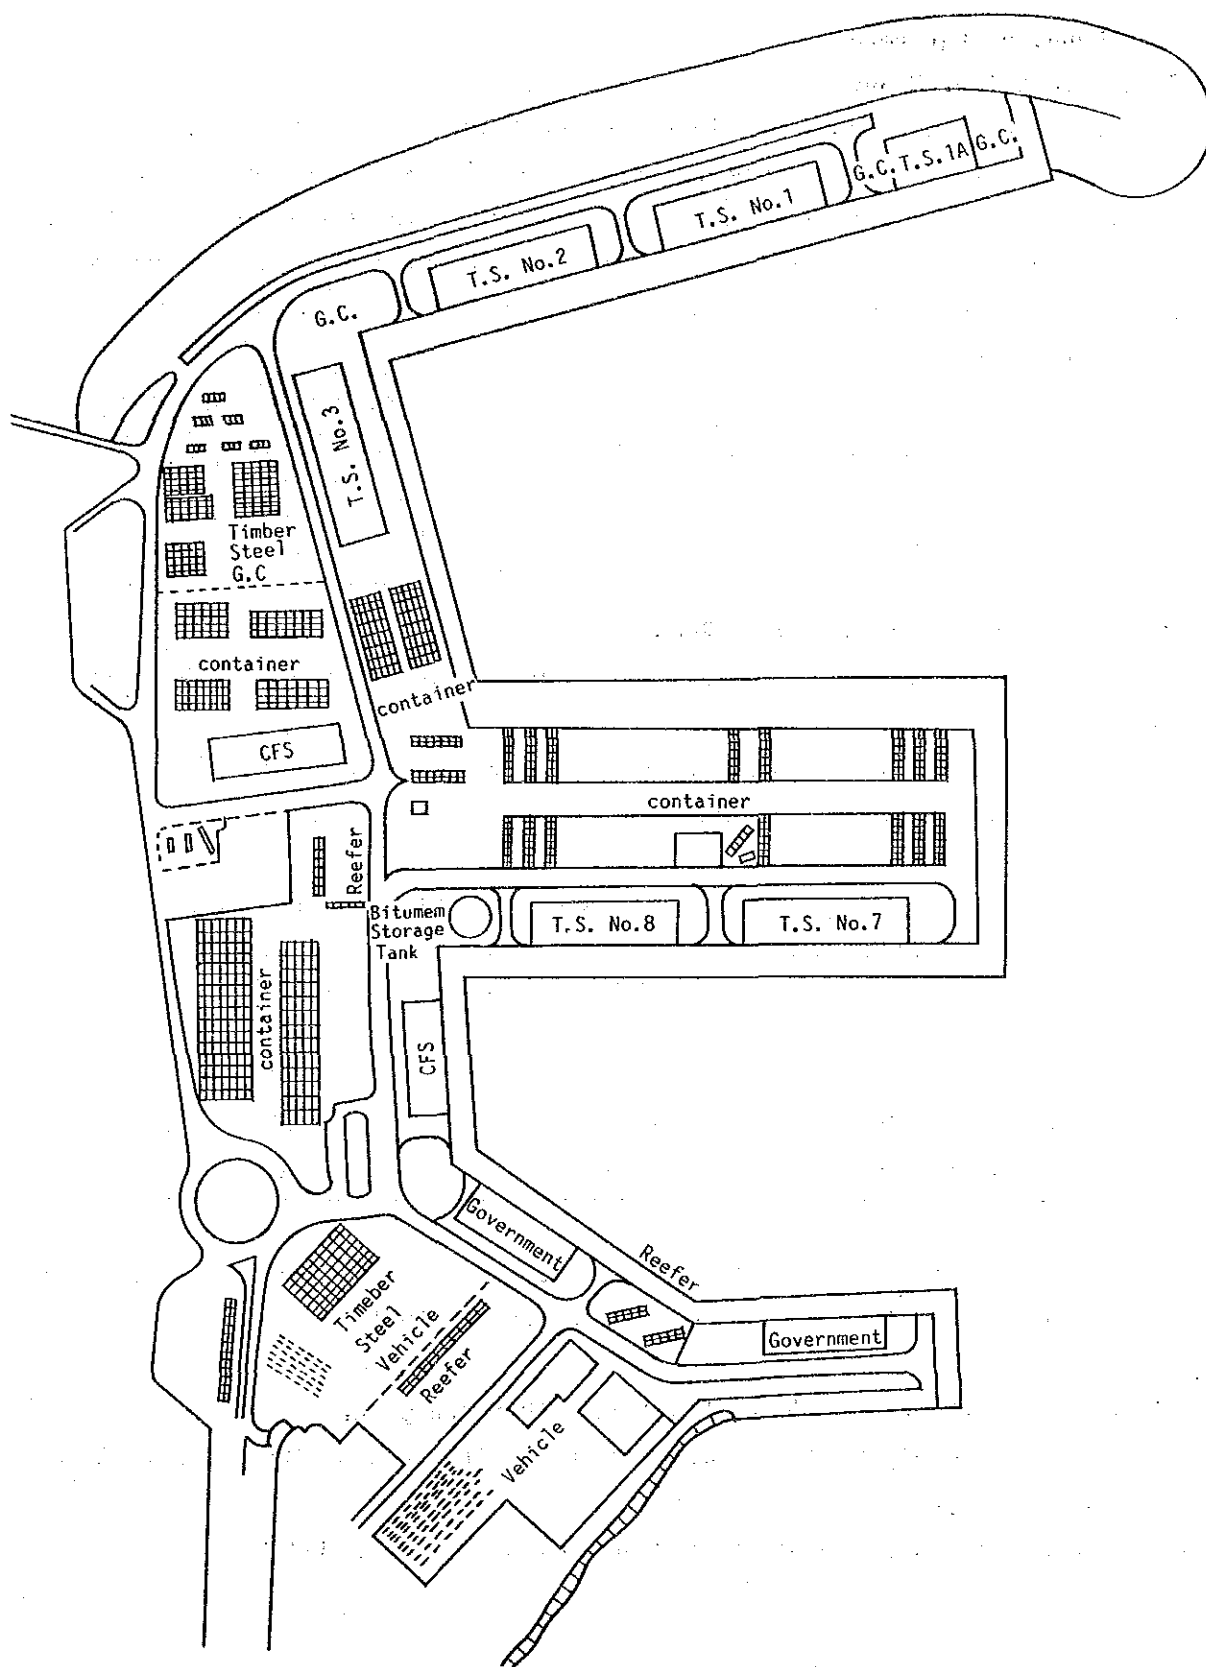 G.C.
T.S.1A
G.C.
T.S. No.1
T.S. No.2
G.C.
T.S. No.3
Timber
Steel
G.C
container
container
CFS
container
Reefer
Bitumem
Storage
Tank
T.S. No.8
T.S. No.7
container
CFS
Government
Reefer
Timeber
Steel
Vehicle
Reefer
Government
Vehicle